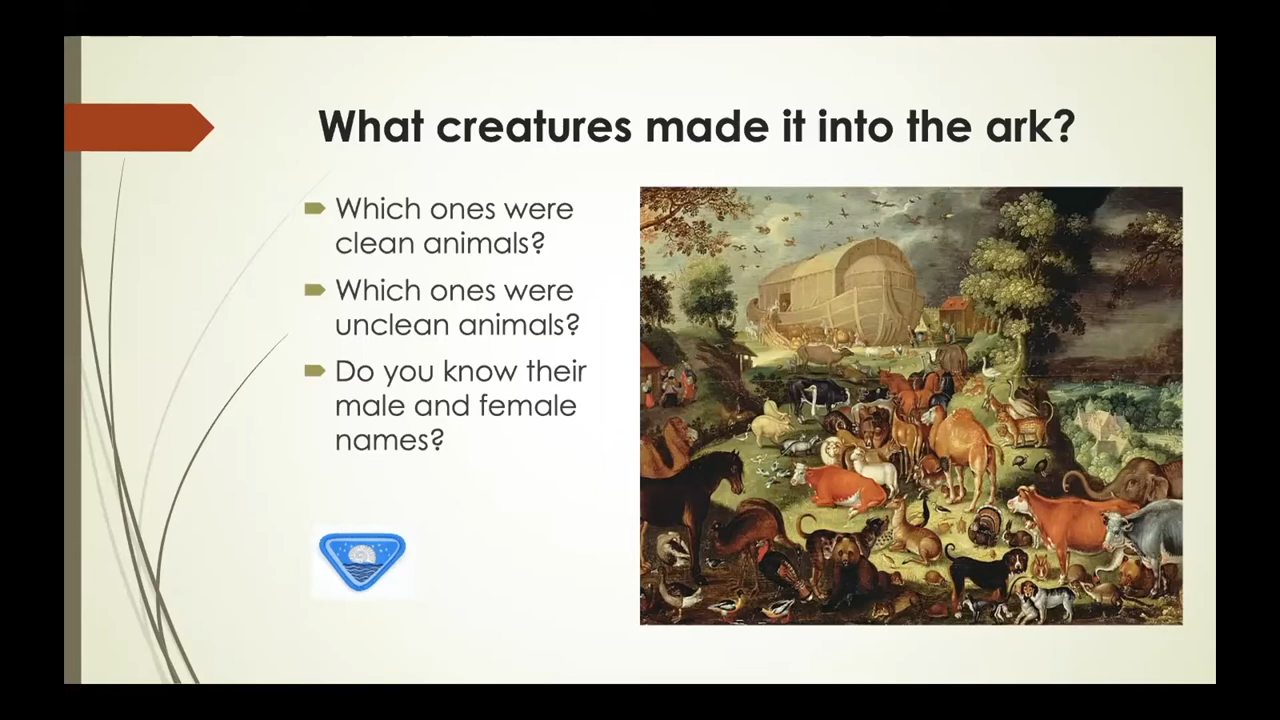 What creatures made it into the ark?
Which ones were
clean animals?
Which ones were
unclean animals?
Do you know their
male and female
names?